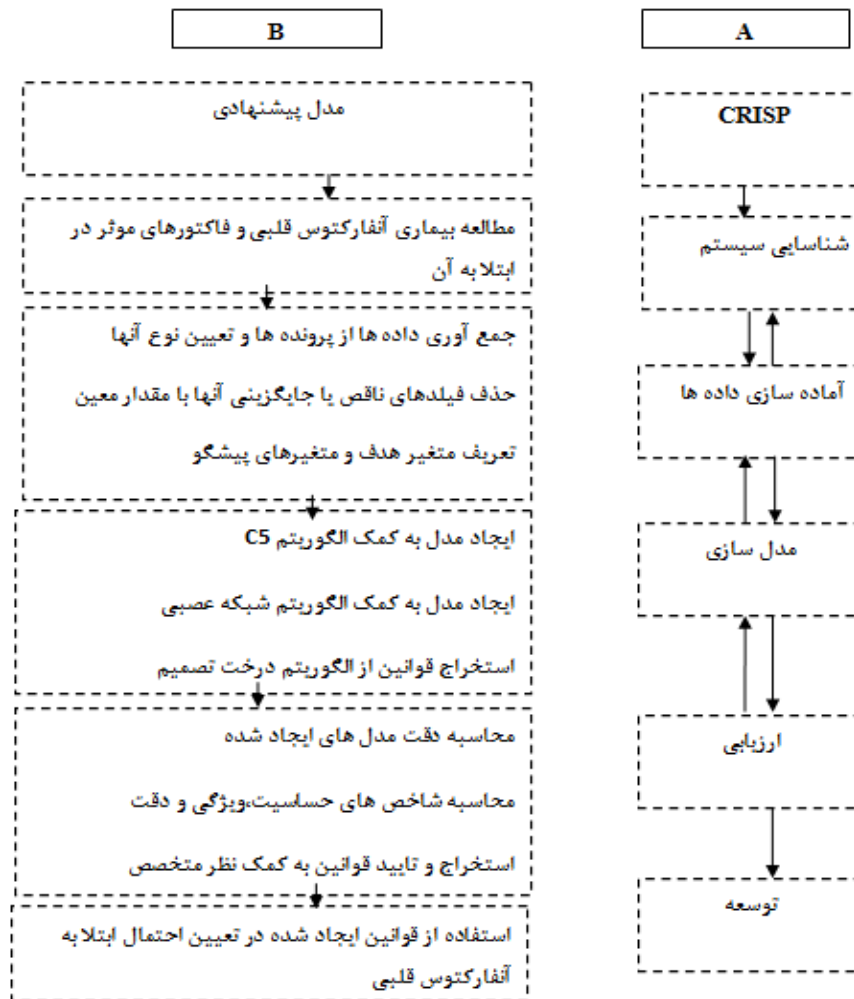 A
CRISP
شناسایی سیستم
آماده سازی داده ها
مدل سازی
ارزیابی
توسعه
B
مدل پیشنهادی
مطالعه بیماری آنفارکتوس قلبی و فاکتورهای موثر در
ابتلا به آن
جمع آوری داده ها از پرونده ها و تعیین نوع آنها
حذف فیلدهای ناقص یا جایگزینی آنها با مقدار معین
تعریف متغیر هدف و متغیرهای پیشگو
ایجاد مدل به کمک الگوریتم C5
ایجاد مدل به کمک الگوریتم شبکه عصبی
استخراج قوانین از الگوریتم درخت تصمیم
محاسبه دقت مدل های ایجاد شده
محاسبه شاخص های حساسیت،ویژگی و دقت
استخراج و تایید قوانین به کمک نظر متخصص
استفاده از قوانین ایجاد شده در تعیین احتمال ابتلا به
آنفارکتوس قلبی